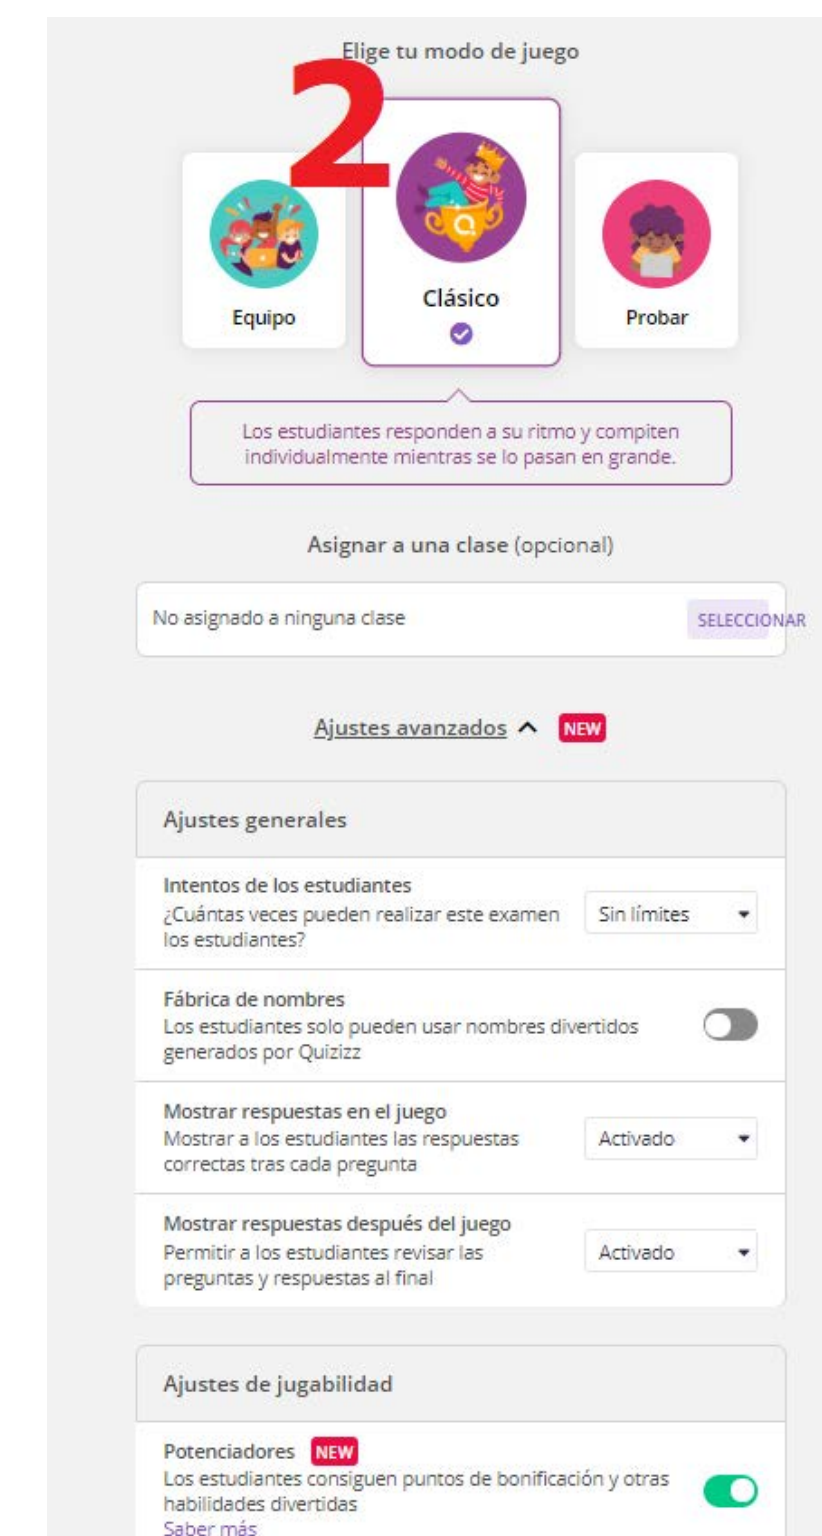 Elige tu modo de juego
2
Equipo
Clásico
Probar
Los estudiantes responden a su ritmo y compiten
individualmente mientras se lo pasan en grande.
Asignar a una clase (opcional)
No asignado a ninguna clase
SELECCIONAR
Ajustes avanzados NEW
Ajustes generales
Intentos de los estudiantes
¿Cuántas veces pueden realizar este examen
los estudiantes?
Sin límites
Fábrica de nombres
Los estudiantes solo pueden usar nombres divertidos
generados por Quizizz
Mostrar respuestas en el juego
Mostrar a los estudiantes las respuestas
correctas tras cada pregunta
Activado
Mostrar respuestas después del juego
Permitir a los estudiantes revisar las
preguntas y respuestas al final
Activado
Ajustes de jugabilidad
Potenciadores NEW
Los estudiantes consiguen puntos de bonificación y otras
habilidades divertidas
Saber más